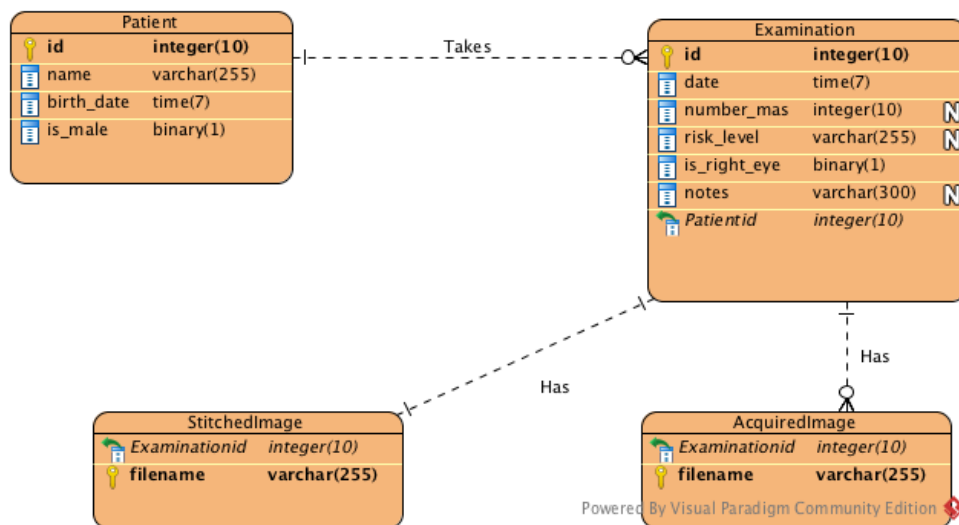 Patient
id integer(10)
name varchar(255)
birth_date time(7)
is_male binary(1)
Takes
Examination
id integer(10)
date time(7)
number_mas integer(10) N
risk_level varchar(255) N
is_right_eye binary(1)
notes varchar(300) N
Patientid integer(10)
Has
Has
StitchedImage
Examinationid integer(10)
filename varchar(255)
AcquiredImage
Examinationid integer(10)
filename varchar(255)
Powered By Visual Paradigm Community Edition